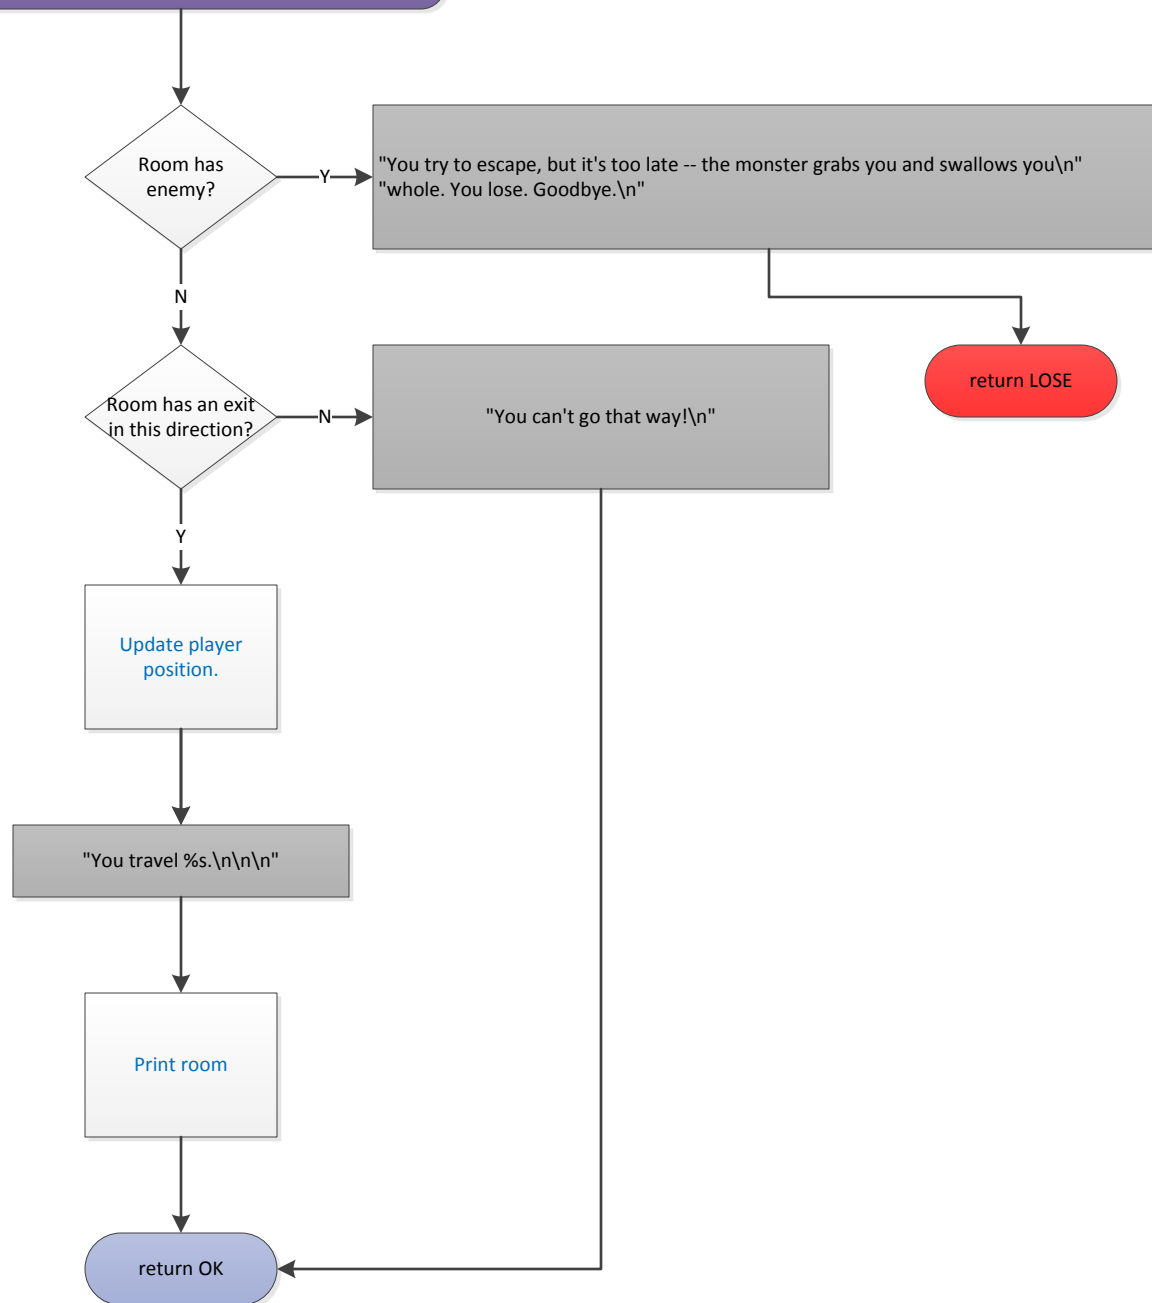 Room has
enemy?
Y
"You try to escape, but it's too late -- the monster grabs you and swallows you\n"
"whole. You lose. Goodbye.\n"
N
return LOSE
Room has an exit
in this direction?
N
"You can't go that way!\n"
Y
Update player
position.
"You travel %s.\n\n\n"
Print room
return OK